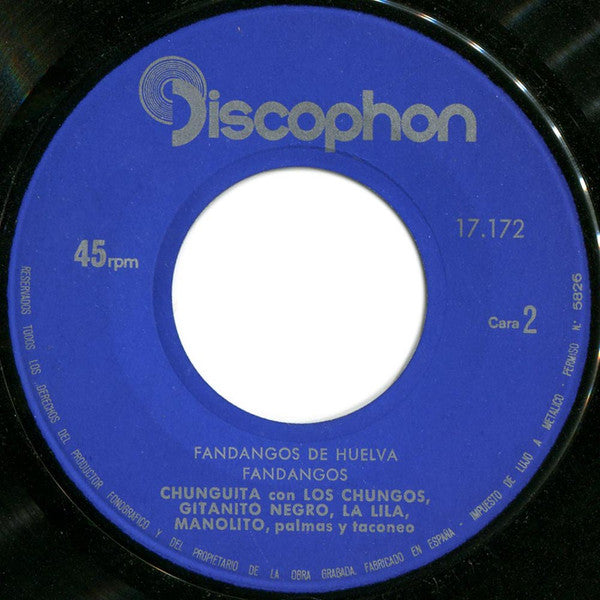 Discophon
45 rpm
17.172
Cara 2
FANDANGOS DE HUELVA
FANDANGOS
CHUNGUITA con LOS CHUNGOS,
GITANITO NEGRO, LA LILA,
MANOLITO, palmas y taconeo
RESERVADOS TODOS LOS DERECHOS DEL PRODUCTOR FONOGRAFICO Y DEL PROPIETARIO DE LA OBRA GRABADA. FABRICADO EN ESPAÑA - IMPUESTO DE LUJO A METALICO - PERMISO N.º 5826